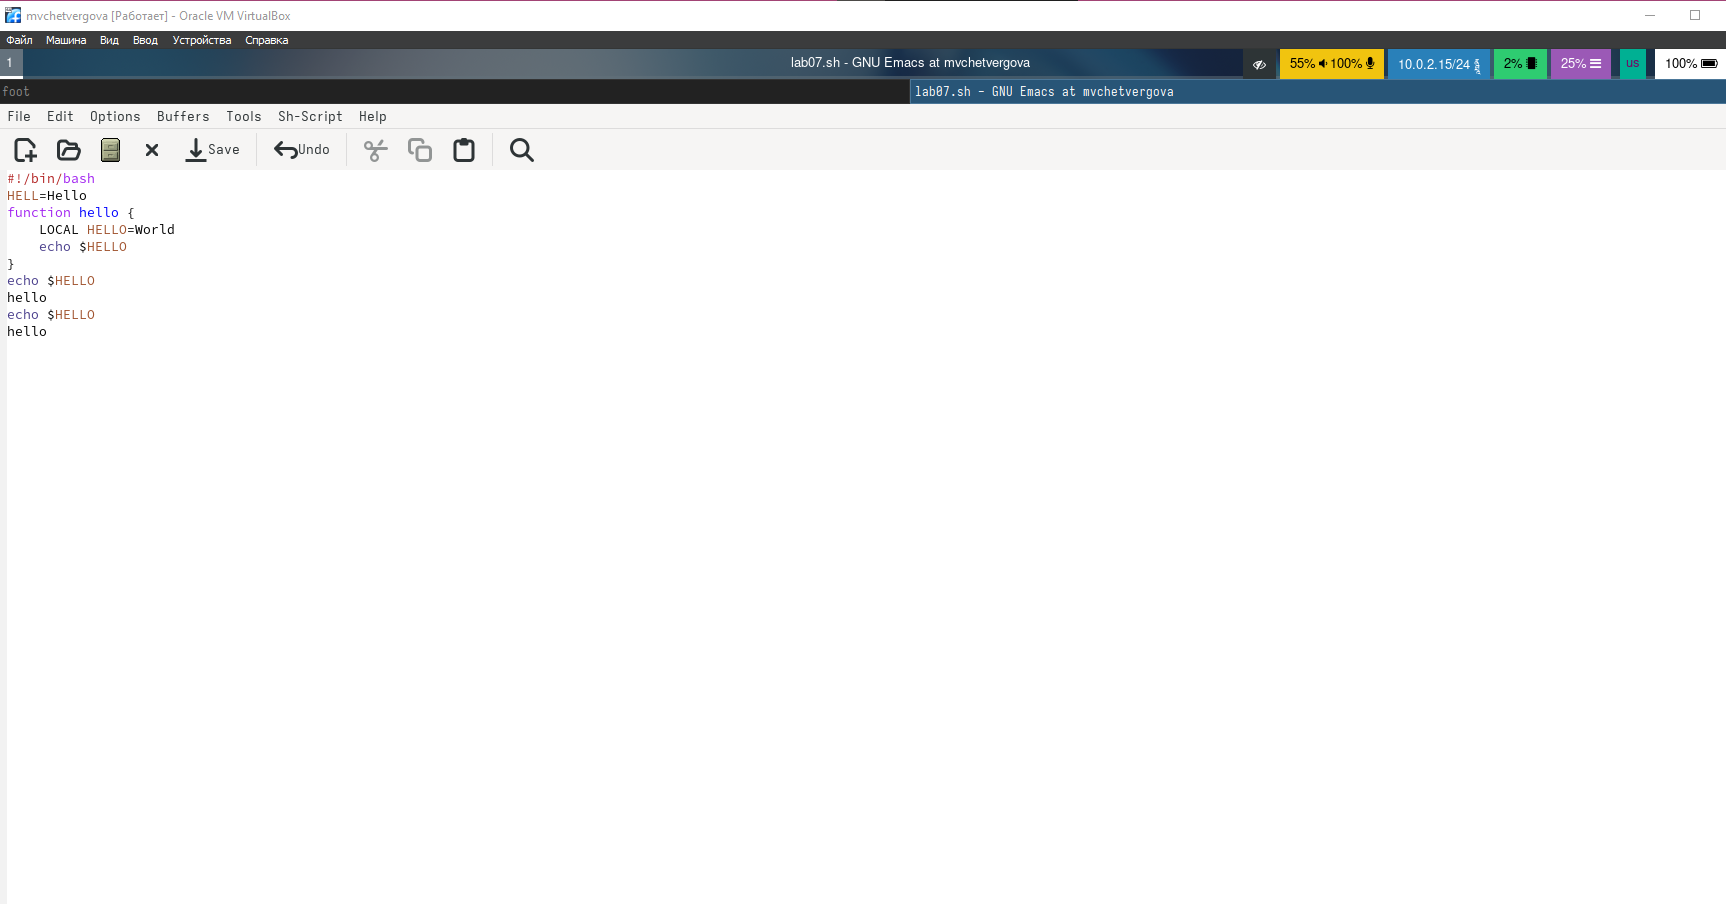 mvchetvergova [Работает] - Oracle VM VirtualBox
Файл Машина Вид Ввод Устройства Справка
1 lab07.sh - GNU Emacs at mvchetvergova 55% 100% 10.0.2.15/24 2% 25% us 100%
foot lab07.sh – GNU Emacs at mvchetvergova
File Edit Options Buffers Tools Sh-Script Help
Save Undo
#!/bin/bash
HELL=Hello
function hello {
    LOCAL HELLO=World
    echo $HELLO
}
echo $HELLO
hello
echo $HELLO
hello